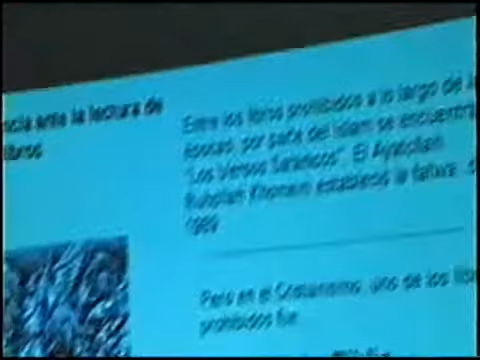 ncia ante la lectura de
libros
Entre los libros prohibidos a lo largo de
épocas, por parte del Islam se encuentra
"Los Versos Satánicos". El Ayatollah
Ruhollah Khomeini estableció la fatwa,
1989
Pero en el Cristianismo, uno de los
prohibidos fue